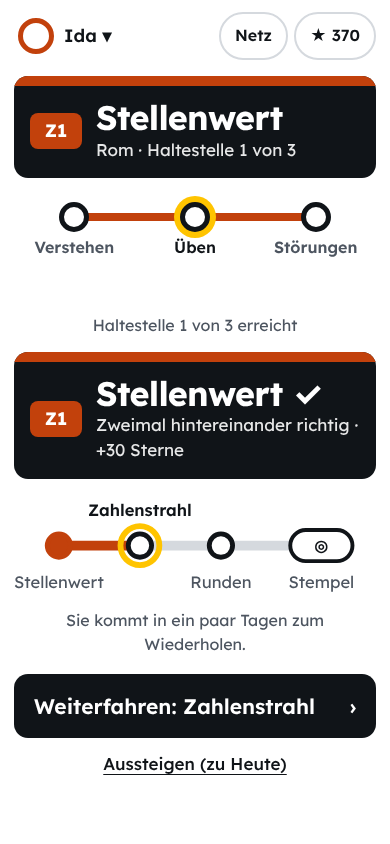 Ida ▾
Netz
★ 370
Z1
Stellenwert
Rom · Haltestelle 1 von 3
Verstehen
Üben
Störungen
Haltestelle 1 von 3 erreicht
Z1
Stellenwert ✓
Zweimal hintereinander richtig ·
+30 Sterne
Zahlenstrahl
Stellenwert
Runden
Stempel
Sie kommt in ein paar Tagen zum
Wiederholen.
Weiterfahren: Zahlenstrahl ›
Aussteigen (zu Heute)